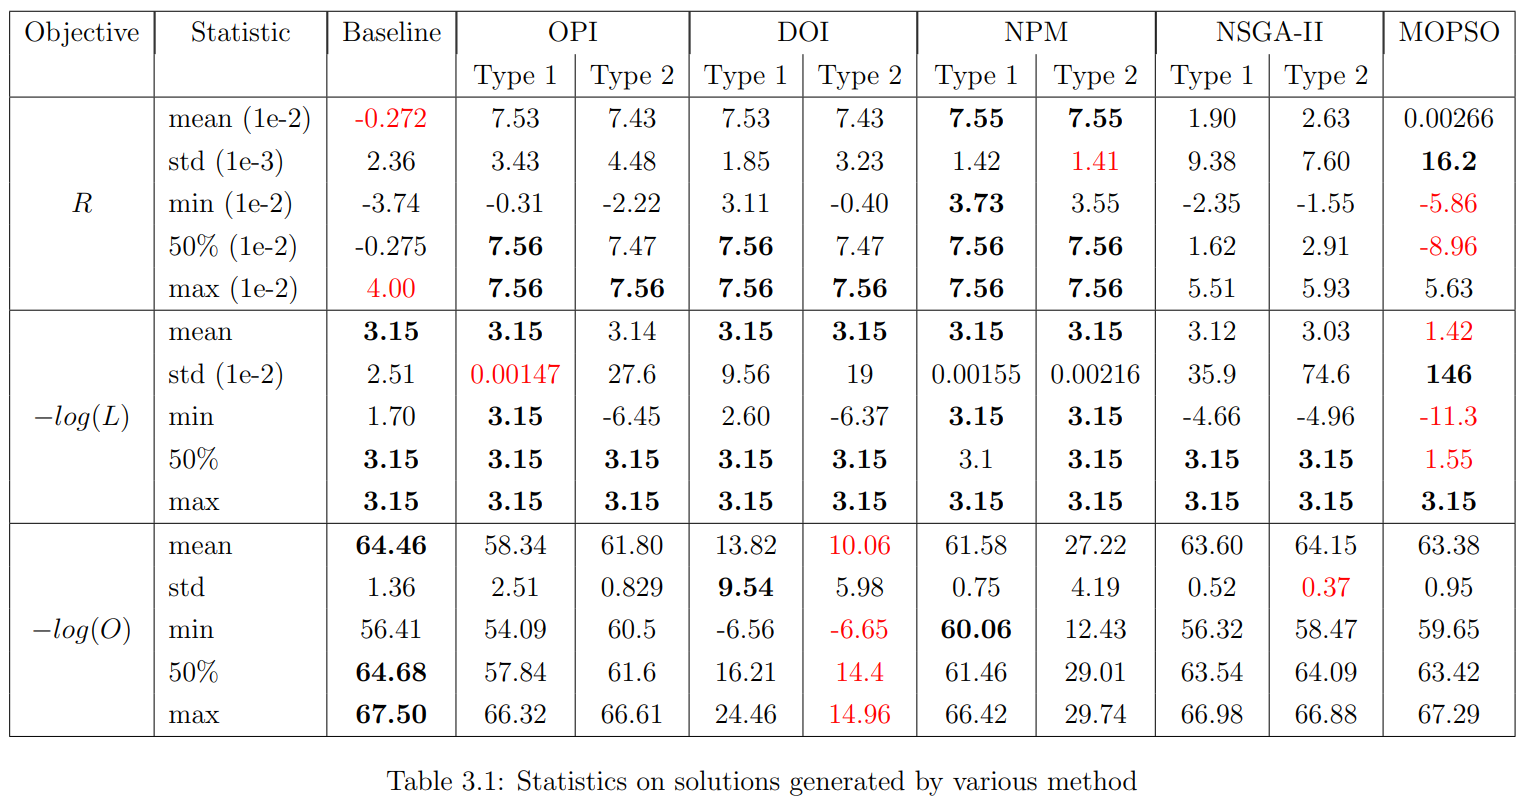 Objective Statistic Baseline OPI DOI NPM NSGA-II MOPSO
Type 1 Type 2 Type 1 Type 2 Type 1 Type 2 Type 1 Type 2
mean (1e-2) -0.272 7.53 7.43 7.53 7.43 7.55 7.55 1.90 2.63 0.00266
std (1e-3) 2.36 3.43 4.48 1.85 3.23 1.42 1.41 9.38 7.60 16.2
R min (1e-2) -3.74 -0.31 -2.22 3.11 -0.40 3.73 3.55 -2.35 -1.55 -5.86
50% (1e-2) -0.275 7.56 7.47 7.56 7.47 7.56 7.56 1.62 2.91 -8.96
max (1e-2) 4.00 7.56 7.56 7.56 7.56 7.56 7.56 5.51 5.93 5.63
mean 3.15 3.15 3.14 3.15 3.15 3.15 3.15 3.12 3.03 1.42
std (1e-2) 2.51 0.00147 27.6 9.56 19 0.00155 0.00216 35.9 74.6 146
−log(L) min 1.70 3.15 -6.45 2.60 -6.37 3.15 3.15 -4.66 -4.96 -11.3
50% 3.15 3.15 3.15 3.15 3.15 3.1 3.15 3.15 3.15 1.55
max 3.15 3.15 3.15 3.15 3.15 3.15 3.15 3.15 3.15 3.15
mean 64.46 58.34 61.80 13.82 10.06 61.58 27.22 63.60 64.15 63.38
std 1.36 2.51 0.829 9.54 5.98 0.75 4.19 0.52 0.37 0.95
−log(O) min 56.41 54.09 60.5 -6.56 -6.65 60.06 12.43 56.32 58.47 59.65
50% 64.68 57.84 61.6 16.21 14.4 61.46 29.01 63.54 64.09 63.42
max 67.50 66.32 66.61 24.46 14.96 66.42 29.74 66.98 66.88 67.29
Table 3.1: Statistics on solutions generated by various method